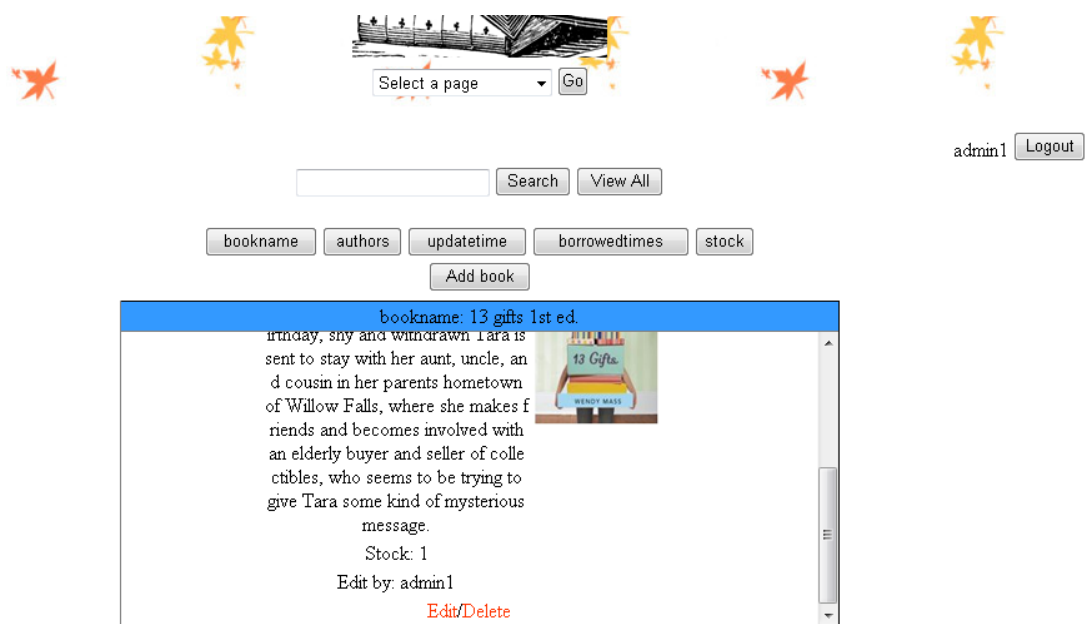 Select a page Go
admin1 Logout
Search View All
bookname authors updatetime borrowedtimes stock
Add book
bookname: 13 gifts 1st ed.
irthday, shy and withdrawn Tara is
sent to stay with her aunt, uncle, an
d cousin in her parents hometown
of Willow Falls, where she makes f
riends and becomes involved with
an elderly buyer and seller of colle
ctibles, who seems to be trying to
give Tara some kind of mysterious
message.
13 Gifts
WENDY MASS
Stock: 1
Edit by: admin1
Edit/Delete